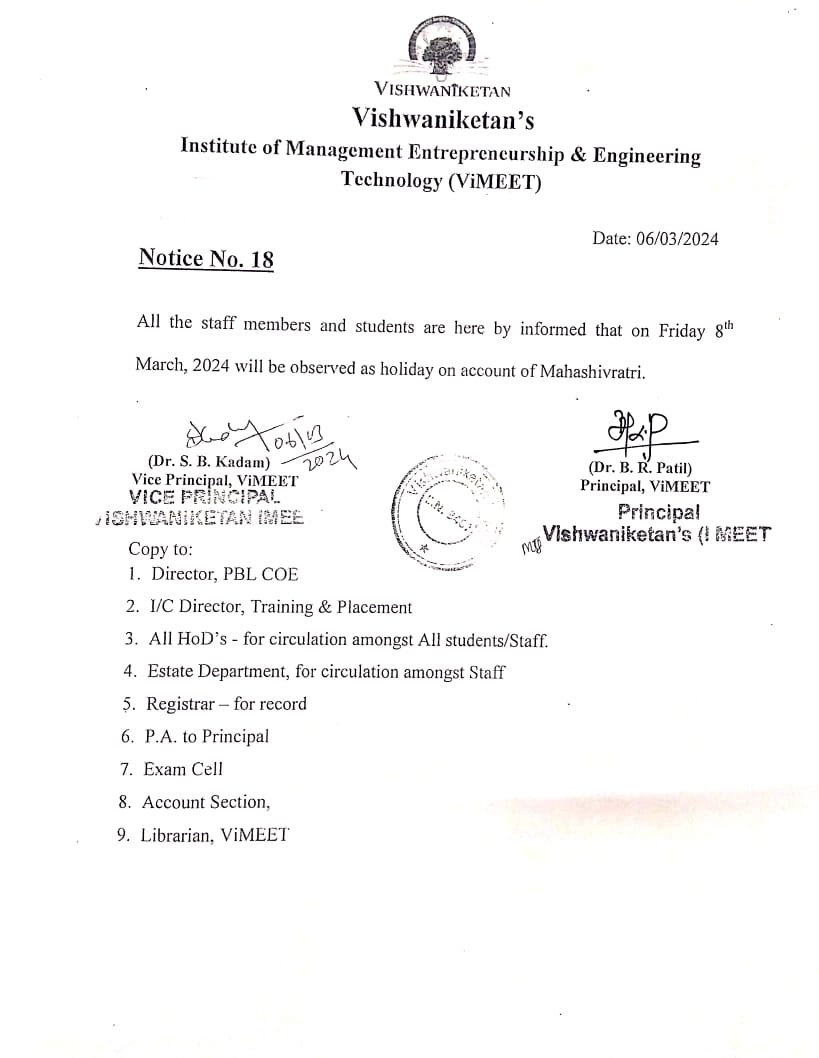 VISHWANIKETAN
Vishwaniketan's
Institute of Management Entrepreneurship & Engineering
Technology (ViMEET)
Date: 06/03/2024
Notice No. 18
All the staff members and students are here by informed that on Friday 8th
March, 2024 will be observed as holiday on account of Mahashivratri.
06/03
2024
(Dr. S. B. Kadam)
Vice Principal, ViMEET
VICE PRINCIPAL
VISHWANIKETAN iMEE
Vishwaniketan
(Dr. B. R. Patil)
Principal, ViMEET
Principal
Vishwaniketan's (i MEET
Copy to:
1. Director, PBL COE
2. I/C Director, Training & Placement
3. All HoD's - for circulation amongst All students/Staff.
4. Estate Department, for circulation amongst Staff
5. Registrar – for record
6. P.A. to Principal
7. Exam Cell
8. Account Section,
9. Librarian, ViMEET